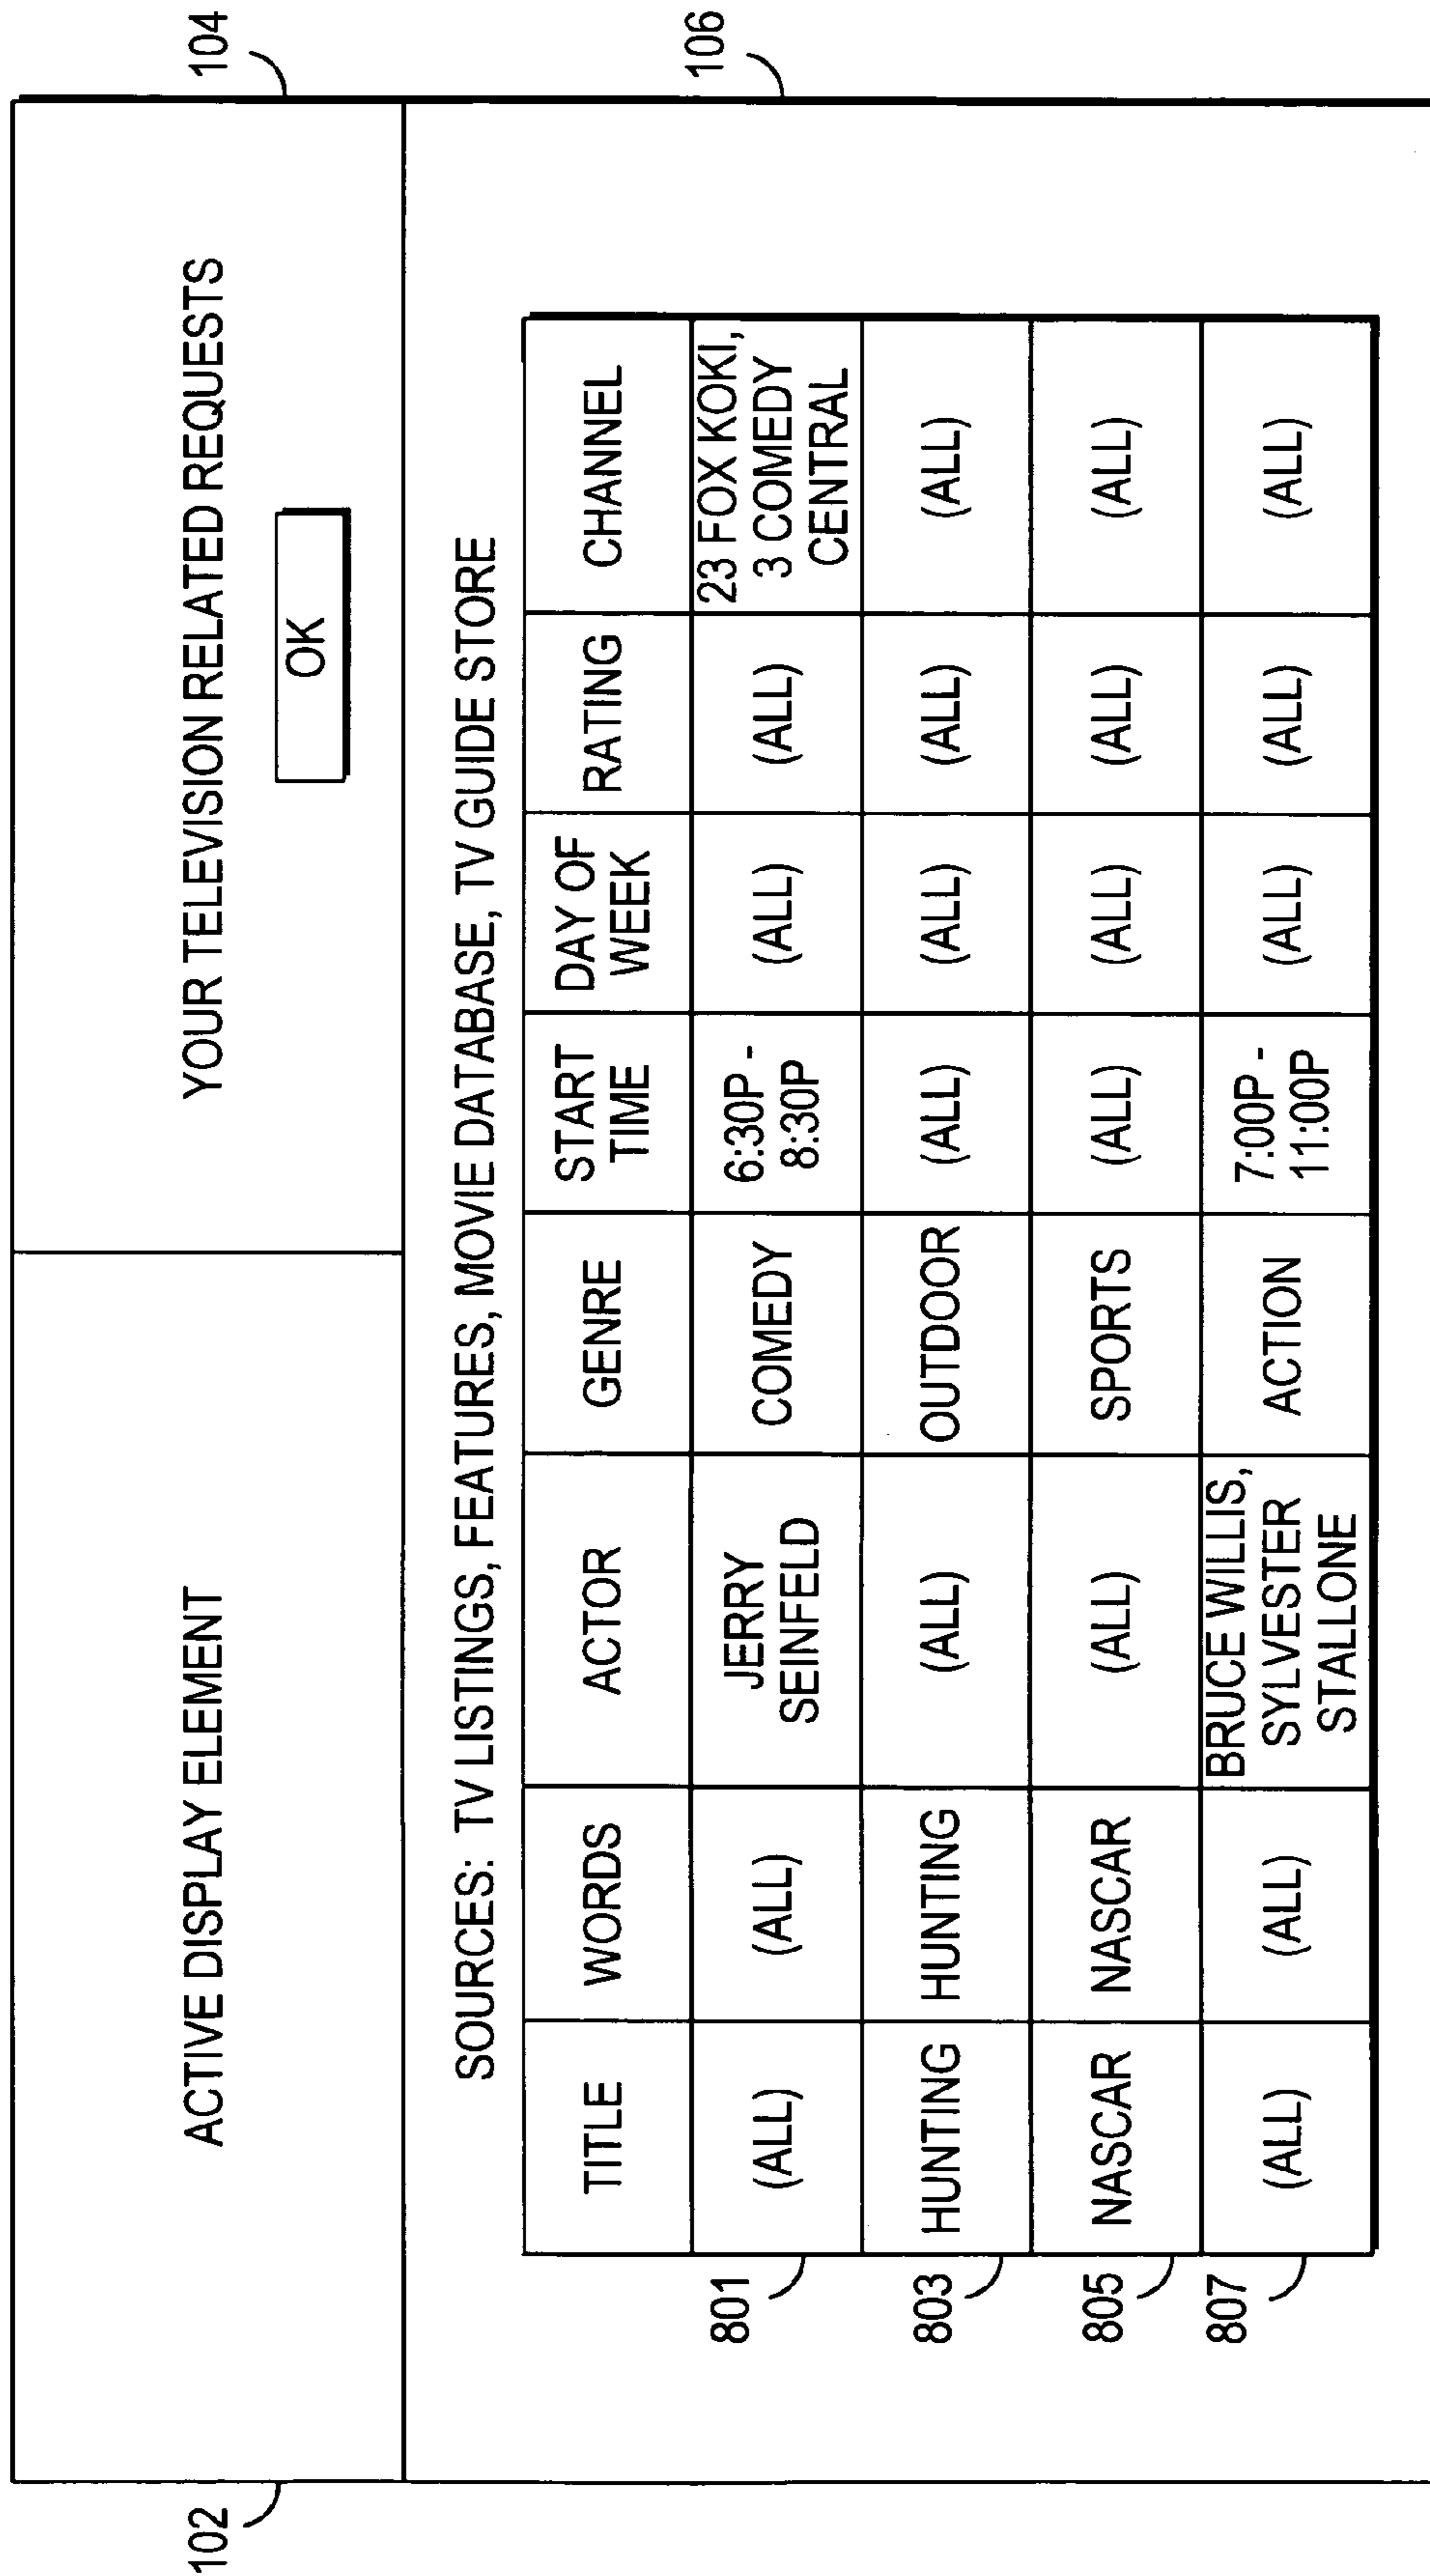 104
102
ACTIVE DISPLAY ELEMENT
YOUR TELEVISION RELATED REQUESTS
OK
106
SOURCES: TV LISTINGS, FEATURES, MOVIE DATABASE, TV GUIDE STORE
TITLE WORDS ACTOR GENRE START TIME DAY OF WEEK RATING CHANNEL
801 (ALL) (ALL) JERRY SEINFELD COMEDY 6:30P - 8:30P (ALL) (ALL) 23 FOX KOKI, 3 COMEDY CENTRAL
803 HUNTING HUNTING (ALL) OUTDOOR (ALL) (ALL) (ALL) (ALL)
805 NASCAR NASCAR (ALL) SPORTS (ALL) (ALL) (ALL) (ALL)
807 (ALL) (ALL) BRUCE WILLIS, SYLVESTER STALLONE ACTION 7:00P - 11:00P (ALL) (ALL) (ALL)